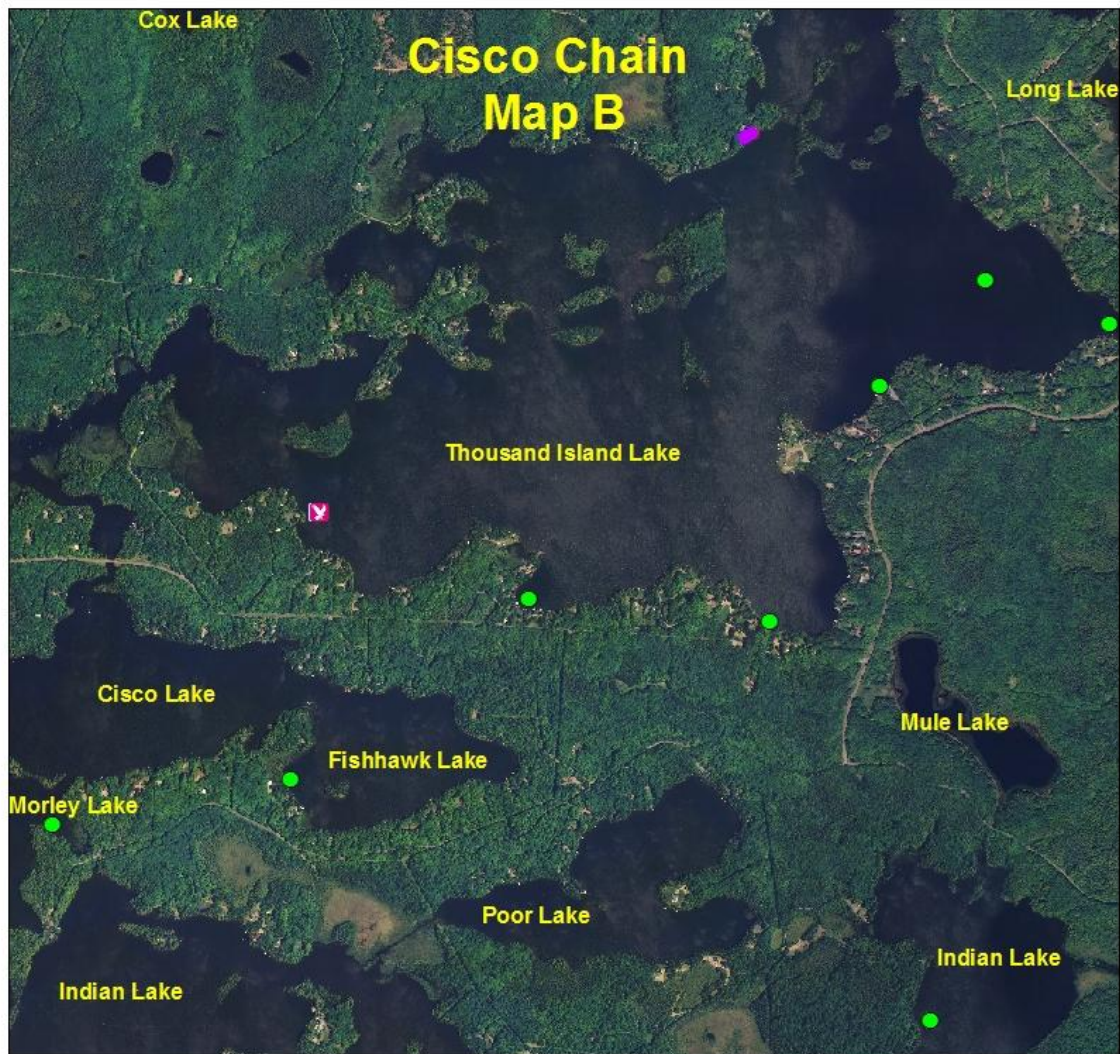 Cox Lake
Cisco Chain
Map B
Long Lake
Thousand Island Lake
Cisco Lake
Mule Lake
Fishhawk Lake
Morley Lake
Poor Lake
Indian Lake
Indian Lake